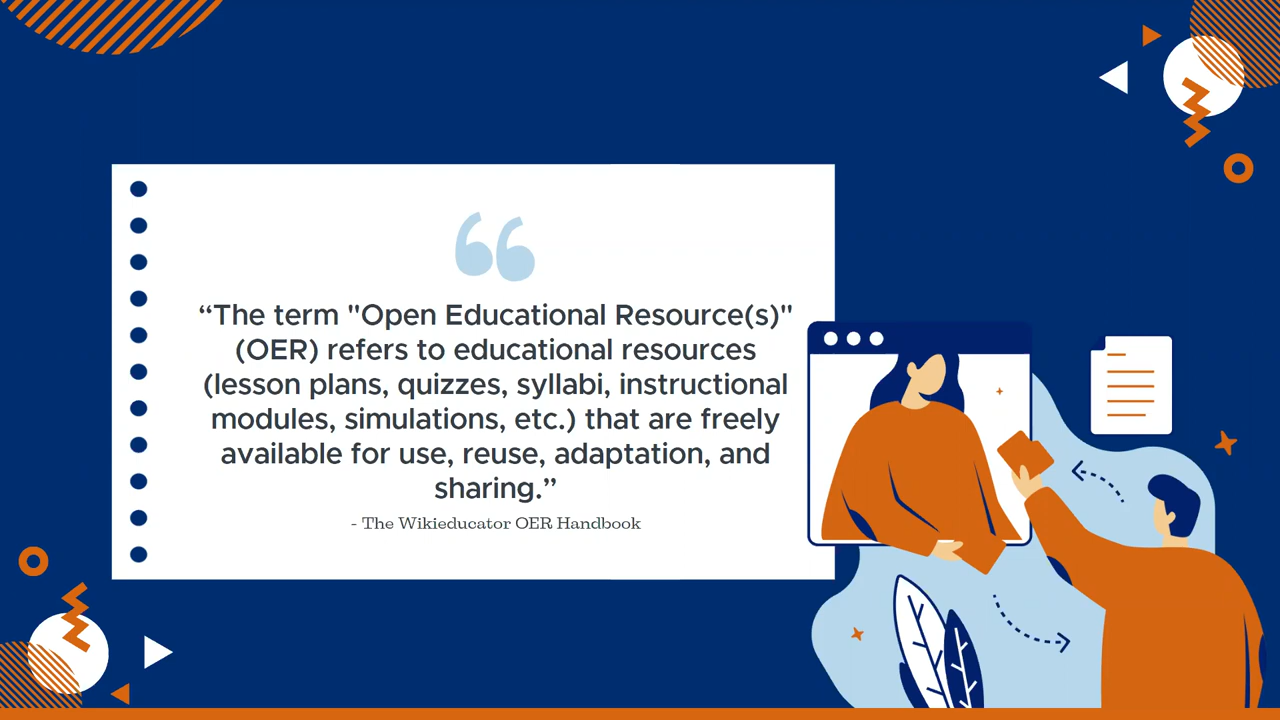 “The term "Open Educational Resource(s)"
(OER) refers to educational resources
(lesson plans, quizzes, syllabi, instructional
modules, simulations, etc.) that are freely
available for use, reuse, adaptation, and
sharing.”
- The Wikieducator OER Handbook